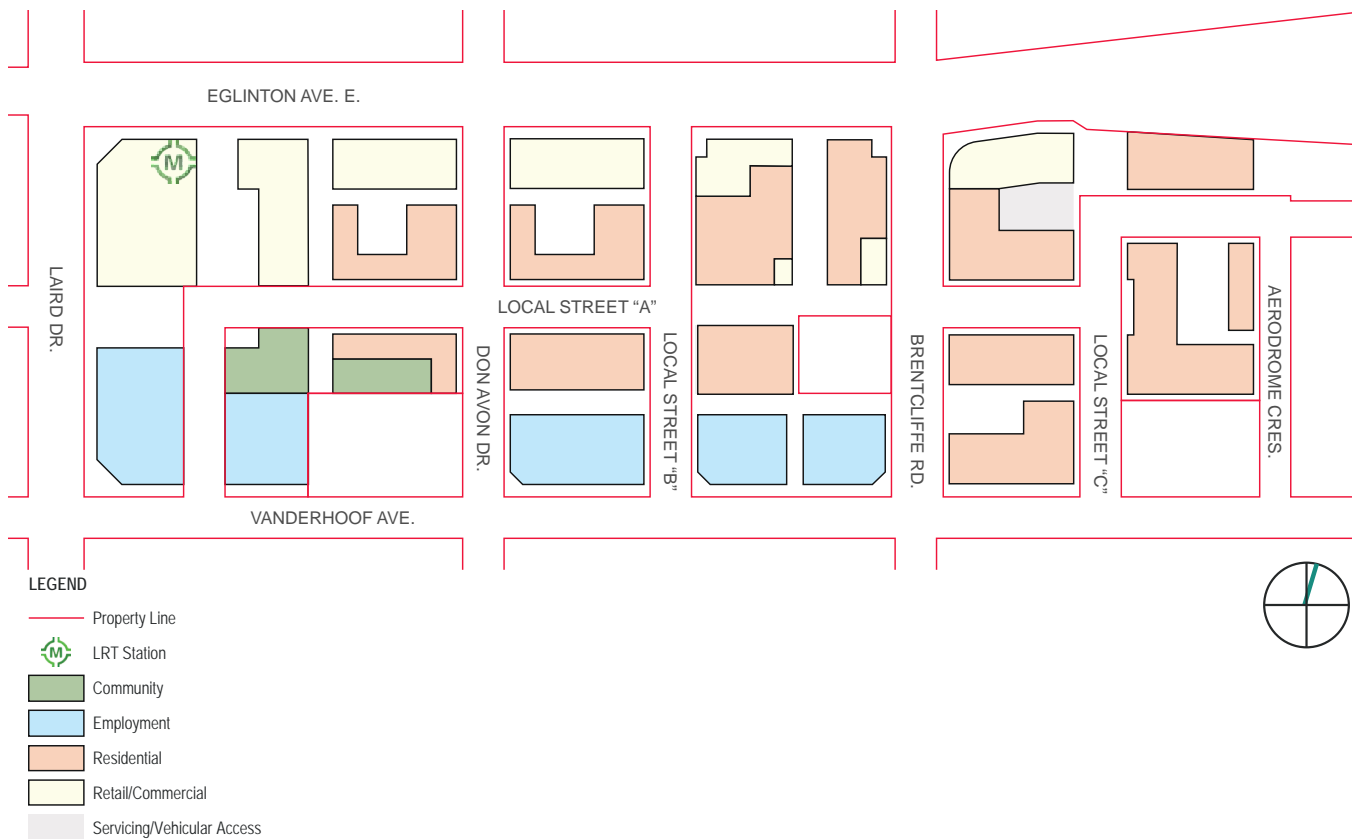 EGLINTON AVE. E.
M
LAIRD DR.
LOCAL STREET “A”
DON AVON DR.
LOCAL STREET “B”
BRENTCLIFFE RD.
LOCAL STREET “C”
AERODROME CRES.
VANDERHOOF AVE.
LEGEND
Property Line
M
LRT Station
Community
Employment
Residential
Retail/Commercial
Servicing/Vehicular Access